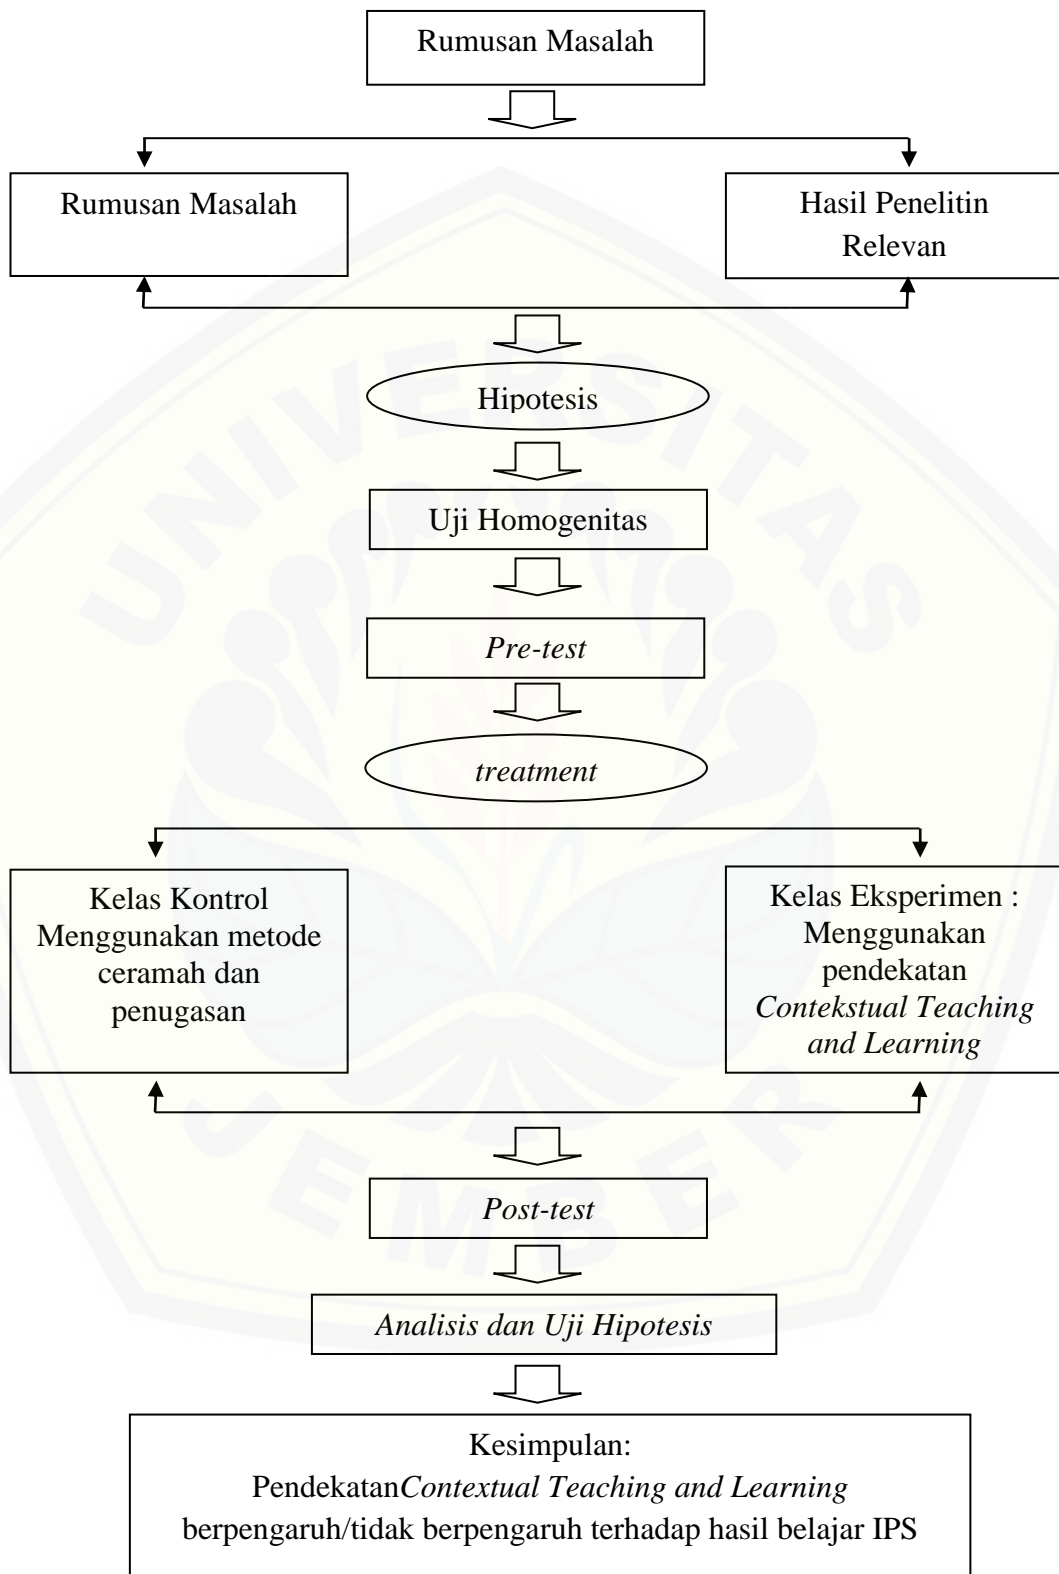 Rumusan Masalah
Rumusan Masalah
Hasil Penelitin
Relevan
Hipotesis
Uji Homogenitas
Pre-test
treatment
Kelas Kontrol
Menggunakan metode
ceramah dan
penugasan
Kelas Eksperimen :
Menggunakan
pendekatan
Contekstual Teaching
and Learning
Post-test
Analisis dan Uji Hipotesis
Kesimpulan:
PendekatanContextual Teaching and Learning
berpengaruh/tidak berpengaruh terhadap hasil belajar IPS
UNIVERSITAS
JEMBER